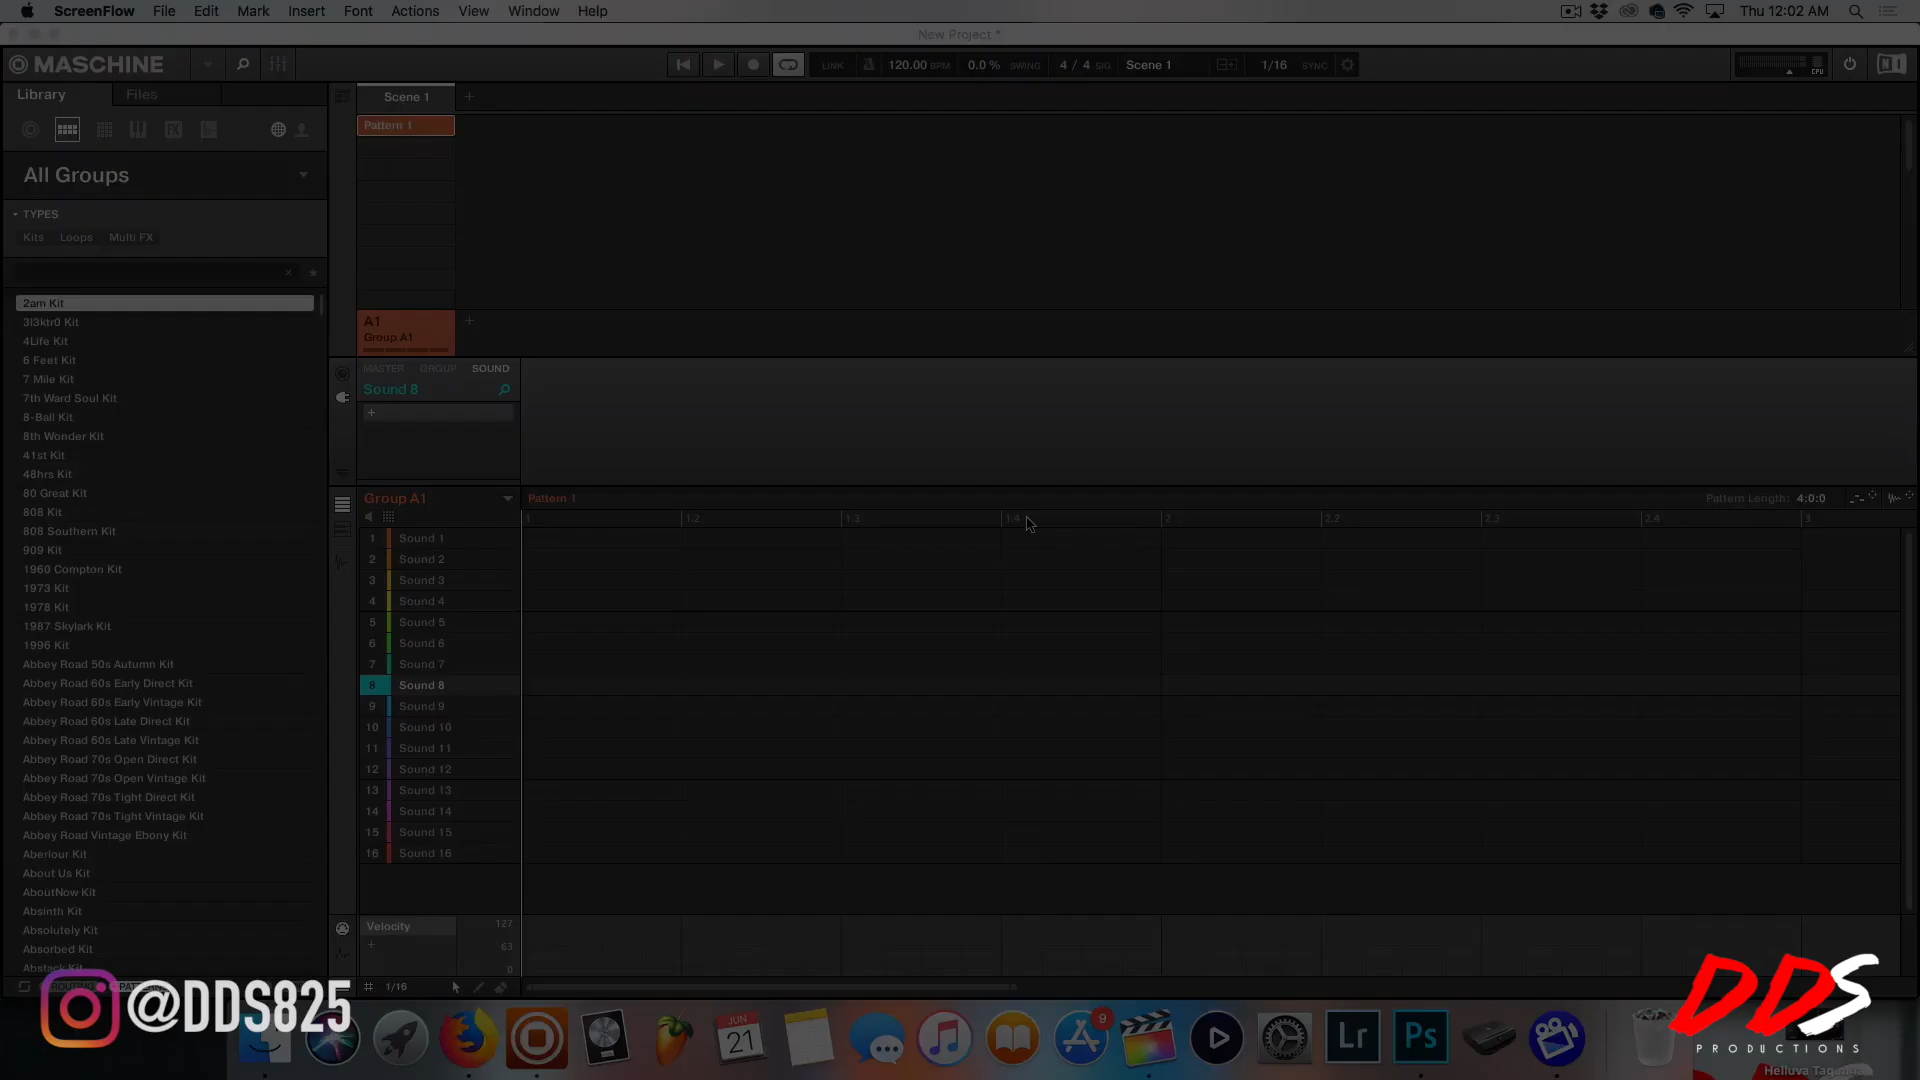 ScreenFlow File Edit Mark Insert Font Actions View Window Help Thu 12:02 AM
New Project *
MASCHINE LINK 120.00 BPM 0.0 % SWING 4 / 4 SIG Scene 1 1/16 SYNC CPU
Library Files
Scene 1 +
Pattern 1
All Groups
TYPES
Kits Loops Multi FX
2am Kit
3l3ktr0 Kit
4Life Kit
6 Feet Kit
7 Mile Kit
7th Ward Soul Kit
8-Ball Kit
8th Wonder Kit
41st Kit
48hrs Kit
80 Great Kit
808 Kit
808 Southern Kit
909 Kit
1960 Compton Kit
1973 Kit
1978 Kit
1987 Skylark Kit
1996 Kit
Abbey Road 50s Autumn Kit
Abbey Road 60s Early Direct Kit
Abbey Road 60s Early Vintage Kit
Abbey Road 60s Late Direct Kit
Abbey Road 60s Late Vintage Kit
Abbey Road 70s Open Direct Kit
Abbey Road 70s Open Vintage Kit
Abbey Road 70s Tight Direct Kit
Abbey Road 70s Tight Vintage Kit
Abbey Road Vintage Ebony Kit
Aberlour Kit
About Us Kit
AboutNow Kit
Absinth Kit
Absolutely Kit
Absorbed Kit
Abstack Kit
A1 +
Group A1
MASTER GROUP SOUND
Sound 8
+
Group A1 Pattern 1 Pattern Length: 4:0:0
1 1.2 1.3 1.4 2 2.2 2.3 2.4 3
1 Sound 1
2 Sound 2
3 Sound 3
4 Sound 4
5 Sound 5
6 Sound 6
7 Sound 7
8 Sound 8
9 Sound 9
10 Sound 10
11 Sound 11
12 Sound 12
13 Sound 13
14 Sound 14
15 Sound 15
16 Sound 16
Velocity 127
+ 63
0
1/16
@DDS825
JUN
21
9
Lr
Ps
DDS
PRODUCTIONS